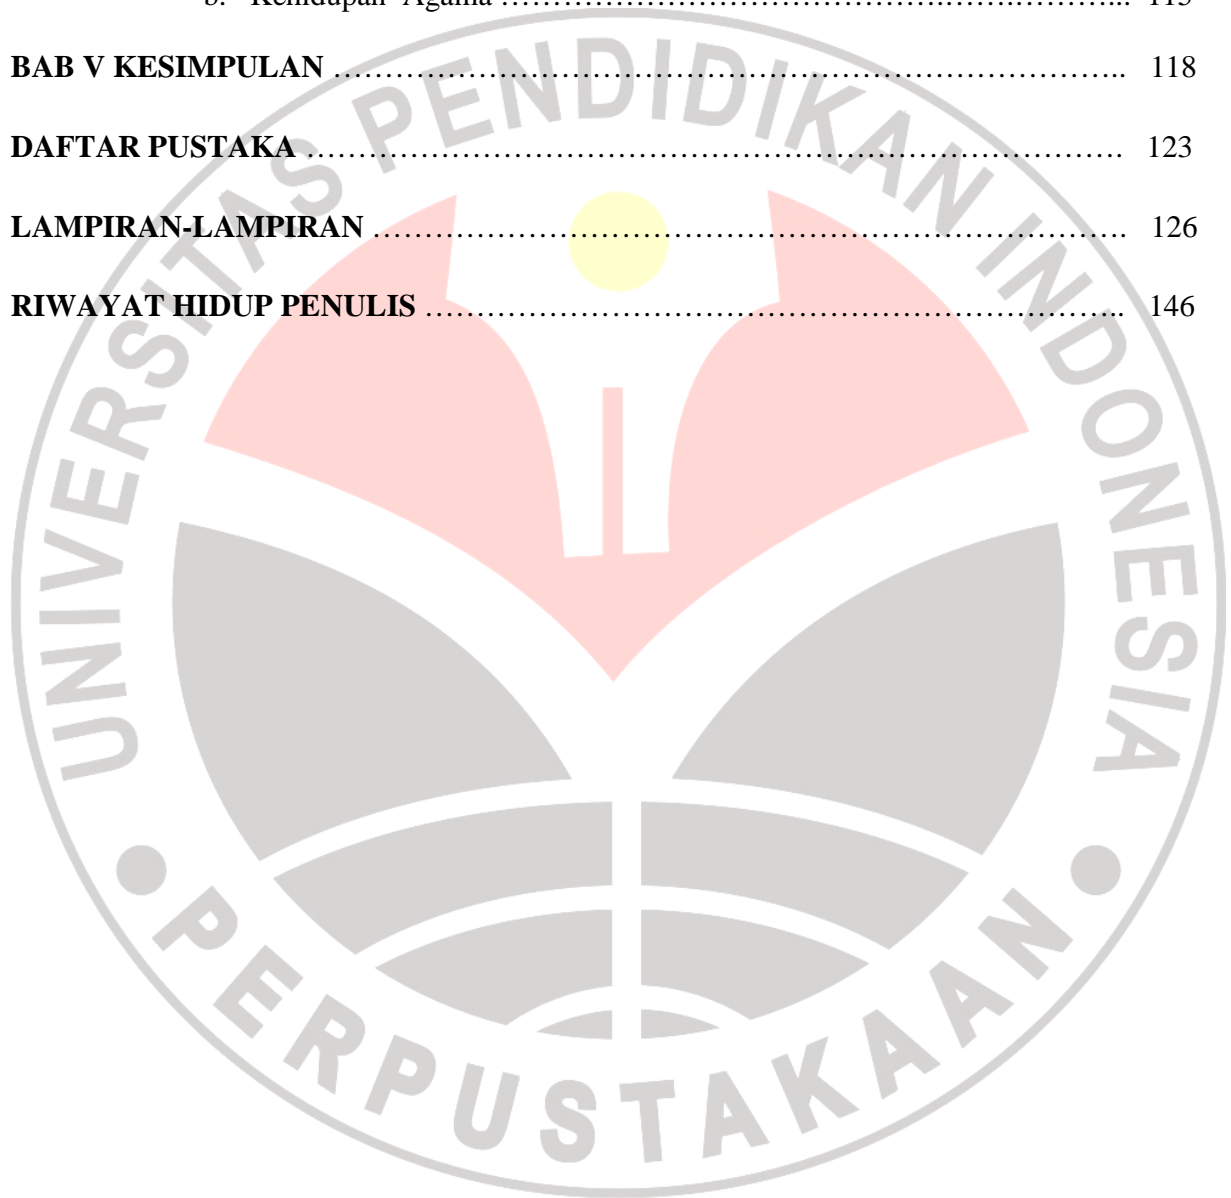 b. Kehidupan Agama ………………………………………………... 115
BAB V KESIMPULAN ……………………………………………………………….. 118
DAFTAR PUSTAKA ……………………………………………………………………. 123
LAMPIRAN-LAMPIRAN ………………………………………………………………. 126
RIWAYAT HIDUP PENULIS ………………………………………………………….. 146
UNIVERSITAS PENDIDIKAN INDONESIA
PERPUSTAKAAN